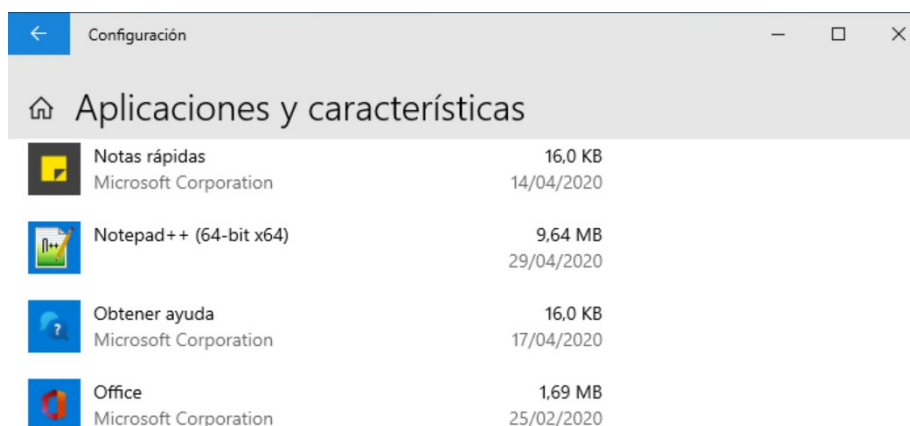 Configuración
Aplicaciones y características
Notas rápidas 16,0 KB
Microsoft Corporation 14/04/2020
Notepad++ (64-bit x64) 9,64 MB
29/04/2020
Obtener ayuda 16,0 KB
Microsoft Corporation 17/04/2020
Office 1,69 MB
Microsoft Corporation 25/02/2020